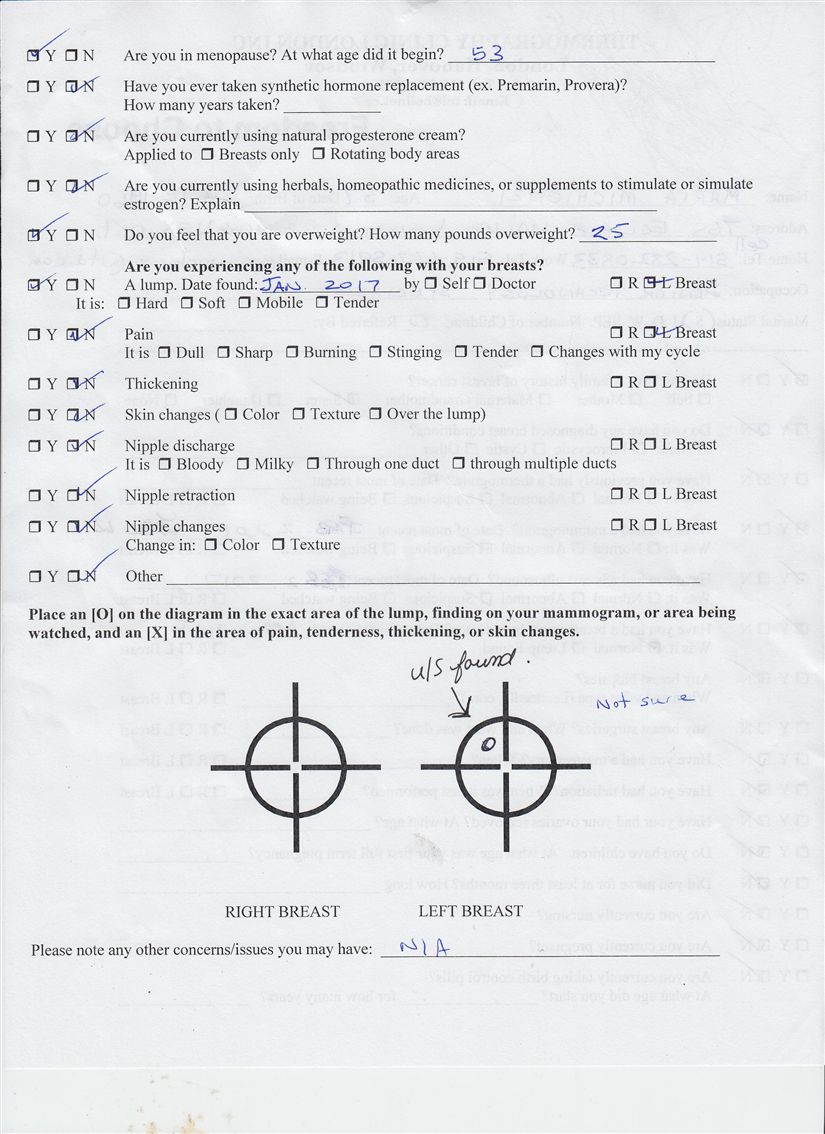 ☑ Y ☐ N Are you in menopause? At what age did it begin? 53
☐ Y ☑ N Have you ever taken synthetic hormone replacement (ex. Premarin, Provera)?
How many years taken? ____________
☐ Y ☑ N Are you currently using natural progesterone cream?
Applied to ☐ Breasts only ☐ Rotating body areas
☐ Y ☑ N Are you currently using herbals, homeopathic medicines, or supplements to stimulate or simulate
estrogen? Explain ____________
☑ Y ☐ N Do you feel that you are overweight? How many pounds overweight? 25
Are you experiencing any of the following with your breasts?
☑ Y ☐ N A lump. Date found: JAN. 2017 by ☐ Self ☐ Doctor ☐ R ☑ L Breast
It is: ☐ Hard ☐ Soft ☐ Mobile ☐ Tender
☐ Y ☑ N Pain ☐ R ☑ L Breast
It is ☐ Dull ☐ Sharp ☐ Burning ☐ Stinging ☐ Tender ☐ Changes with my cycle
☐ Y ☑ N Thickening ☐ R ☐ L Breast
☐ Y ☑ N Skin changes ( ☐ Color ☐ Texture ☐ Over the lump)
☐ Y ☑ N Nipple discharge ☐ R ☐ L Breast
It is ☐ Bloody ☐ Milky ☐ Through one duct ☐ through multiple ducts
☐ Y ☑ N Nipple retraction ☐ R ☐ L Breast
☐ Y ☑ N Nipple changes ☐ R ☐ L Breast
Change in: ☐ Color ☐ Texture
☐ Y ☑ N Other ____________
Place an [O] on the diagram in the exact area of the lump, finding on your mammogram, or area being
watched, and an [X] in the area of pain, tenderness, thickening, or skin changes.
u/s found.
Not sure
O
RIGHT BREAST LEFT BREAST
Please note any other concerns/issues you may have: N/A